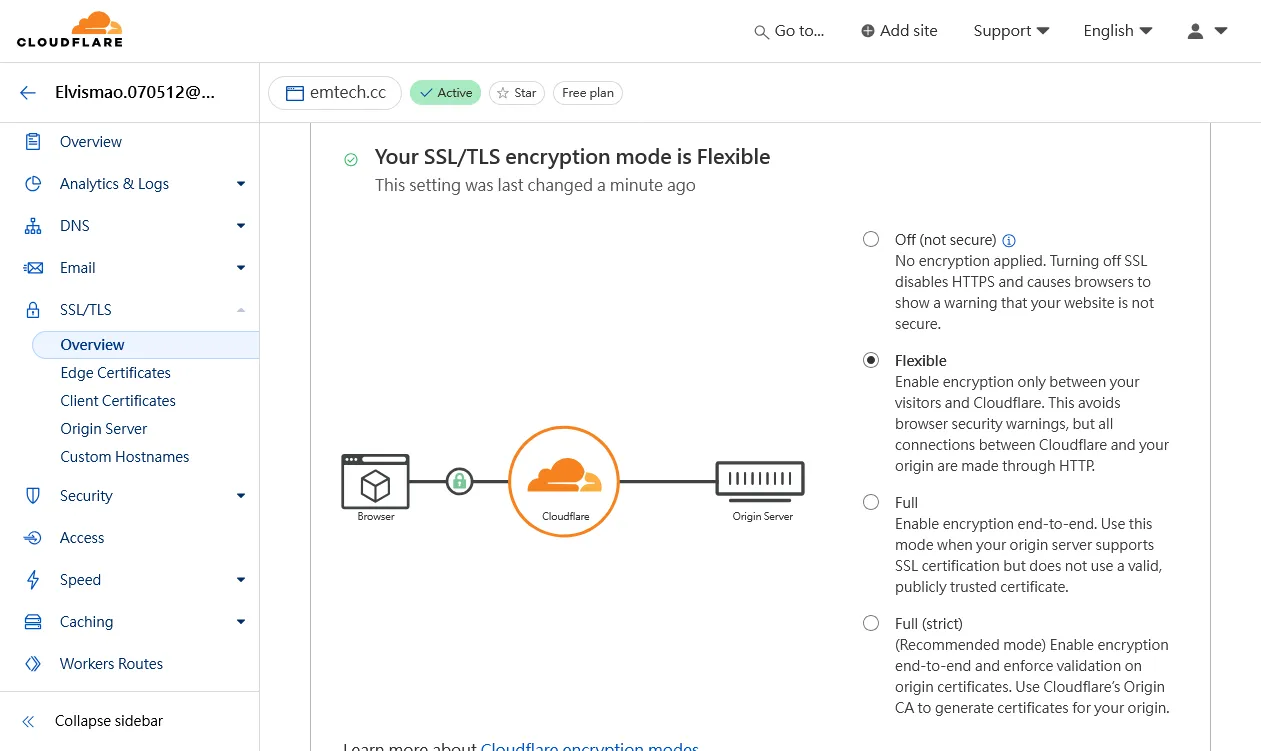 CLOUDFLARE
Go to...
Add site
Support
English
Elvismao.070512@...
emtech.cc
Active
Star
Free plan
Overview
Analytics & Logs
DNS
Email
SSL/TLS
Overview
Edge Certificates
Client Certificates
Origin Server
Custom Hostnames
Security
Access
Speed
Caching
Workers Routes
Collapse sidebar
Your SSL/TLS encryption mode is Flexible
This setting was last changed a minute ago
Browser
Cloudflare
Origin Server
Off (not secure)
No encryption applied. Turning off SSL
disables HTTPS and causes browsers to
show a warning that your website is not
secure.
Flexible
Enable encryption only between your
visitors and Cloudflare. This avoids
browser security warnings, but all
connections between Cloudflare and your
origin are made through HTTP.
Full
Enable encryption end-to-end. Use this
mode when your origin server supports
SSL certification but does not use a valid,
publicly trusted certificate.
Full (strict)
(Recommended mode) Enable encryption
end-to-end and enforce validation on
origin certificates. Use Cloudflare's Origin
CA to generate certificates for your origin.
Learn more about Cloudflare encryption modes